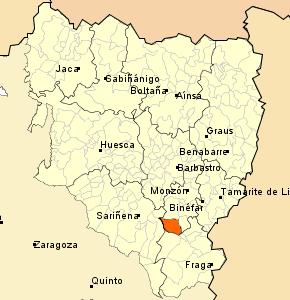 Jaca
Sabiñánigo
Boltaña
Aínsa
Graus
Huesca
Benabarre
Barbastro
Monzón
Tamarite de Li
Binéfar
Sariñena
Zaragoza
Fraga
Quinto